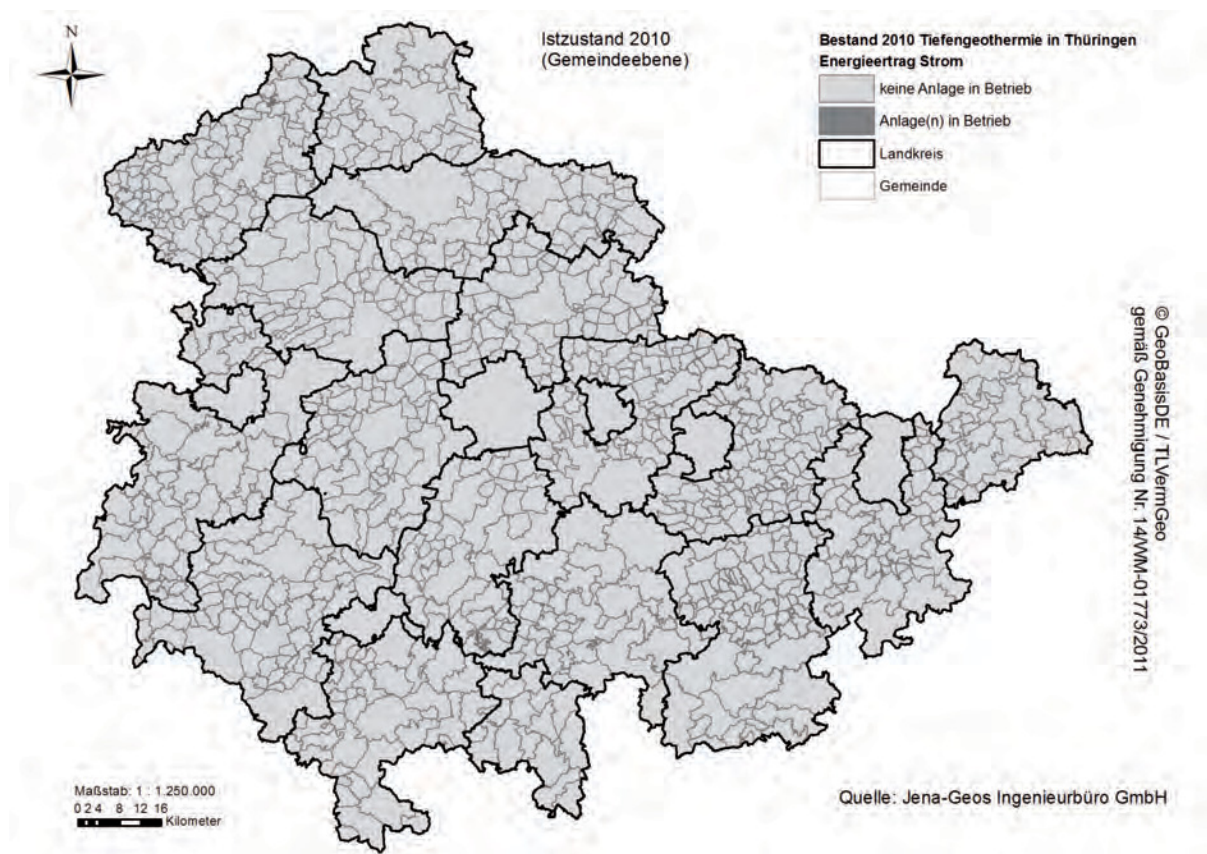 N
Istzustand 2010
(Gemeindeebene)
Bestand 2010 Tiefengeothermie in Thüringen
Energieertrag Strom
keine Anlage in Betrieb
Anlage(n) in Betrieb
Landkreis
Gemeinde
© GeoBasisDE / TLVermGeo
gemäß Genehmigung Nr. 14/WM-01773/2011
Maßstab: 1 : 1.250.000
0 2 4 8 12 16
Kilometer
Quelle: Jena-Geos Ingenieurbüro GmbH